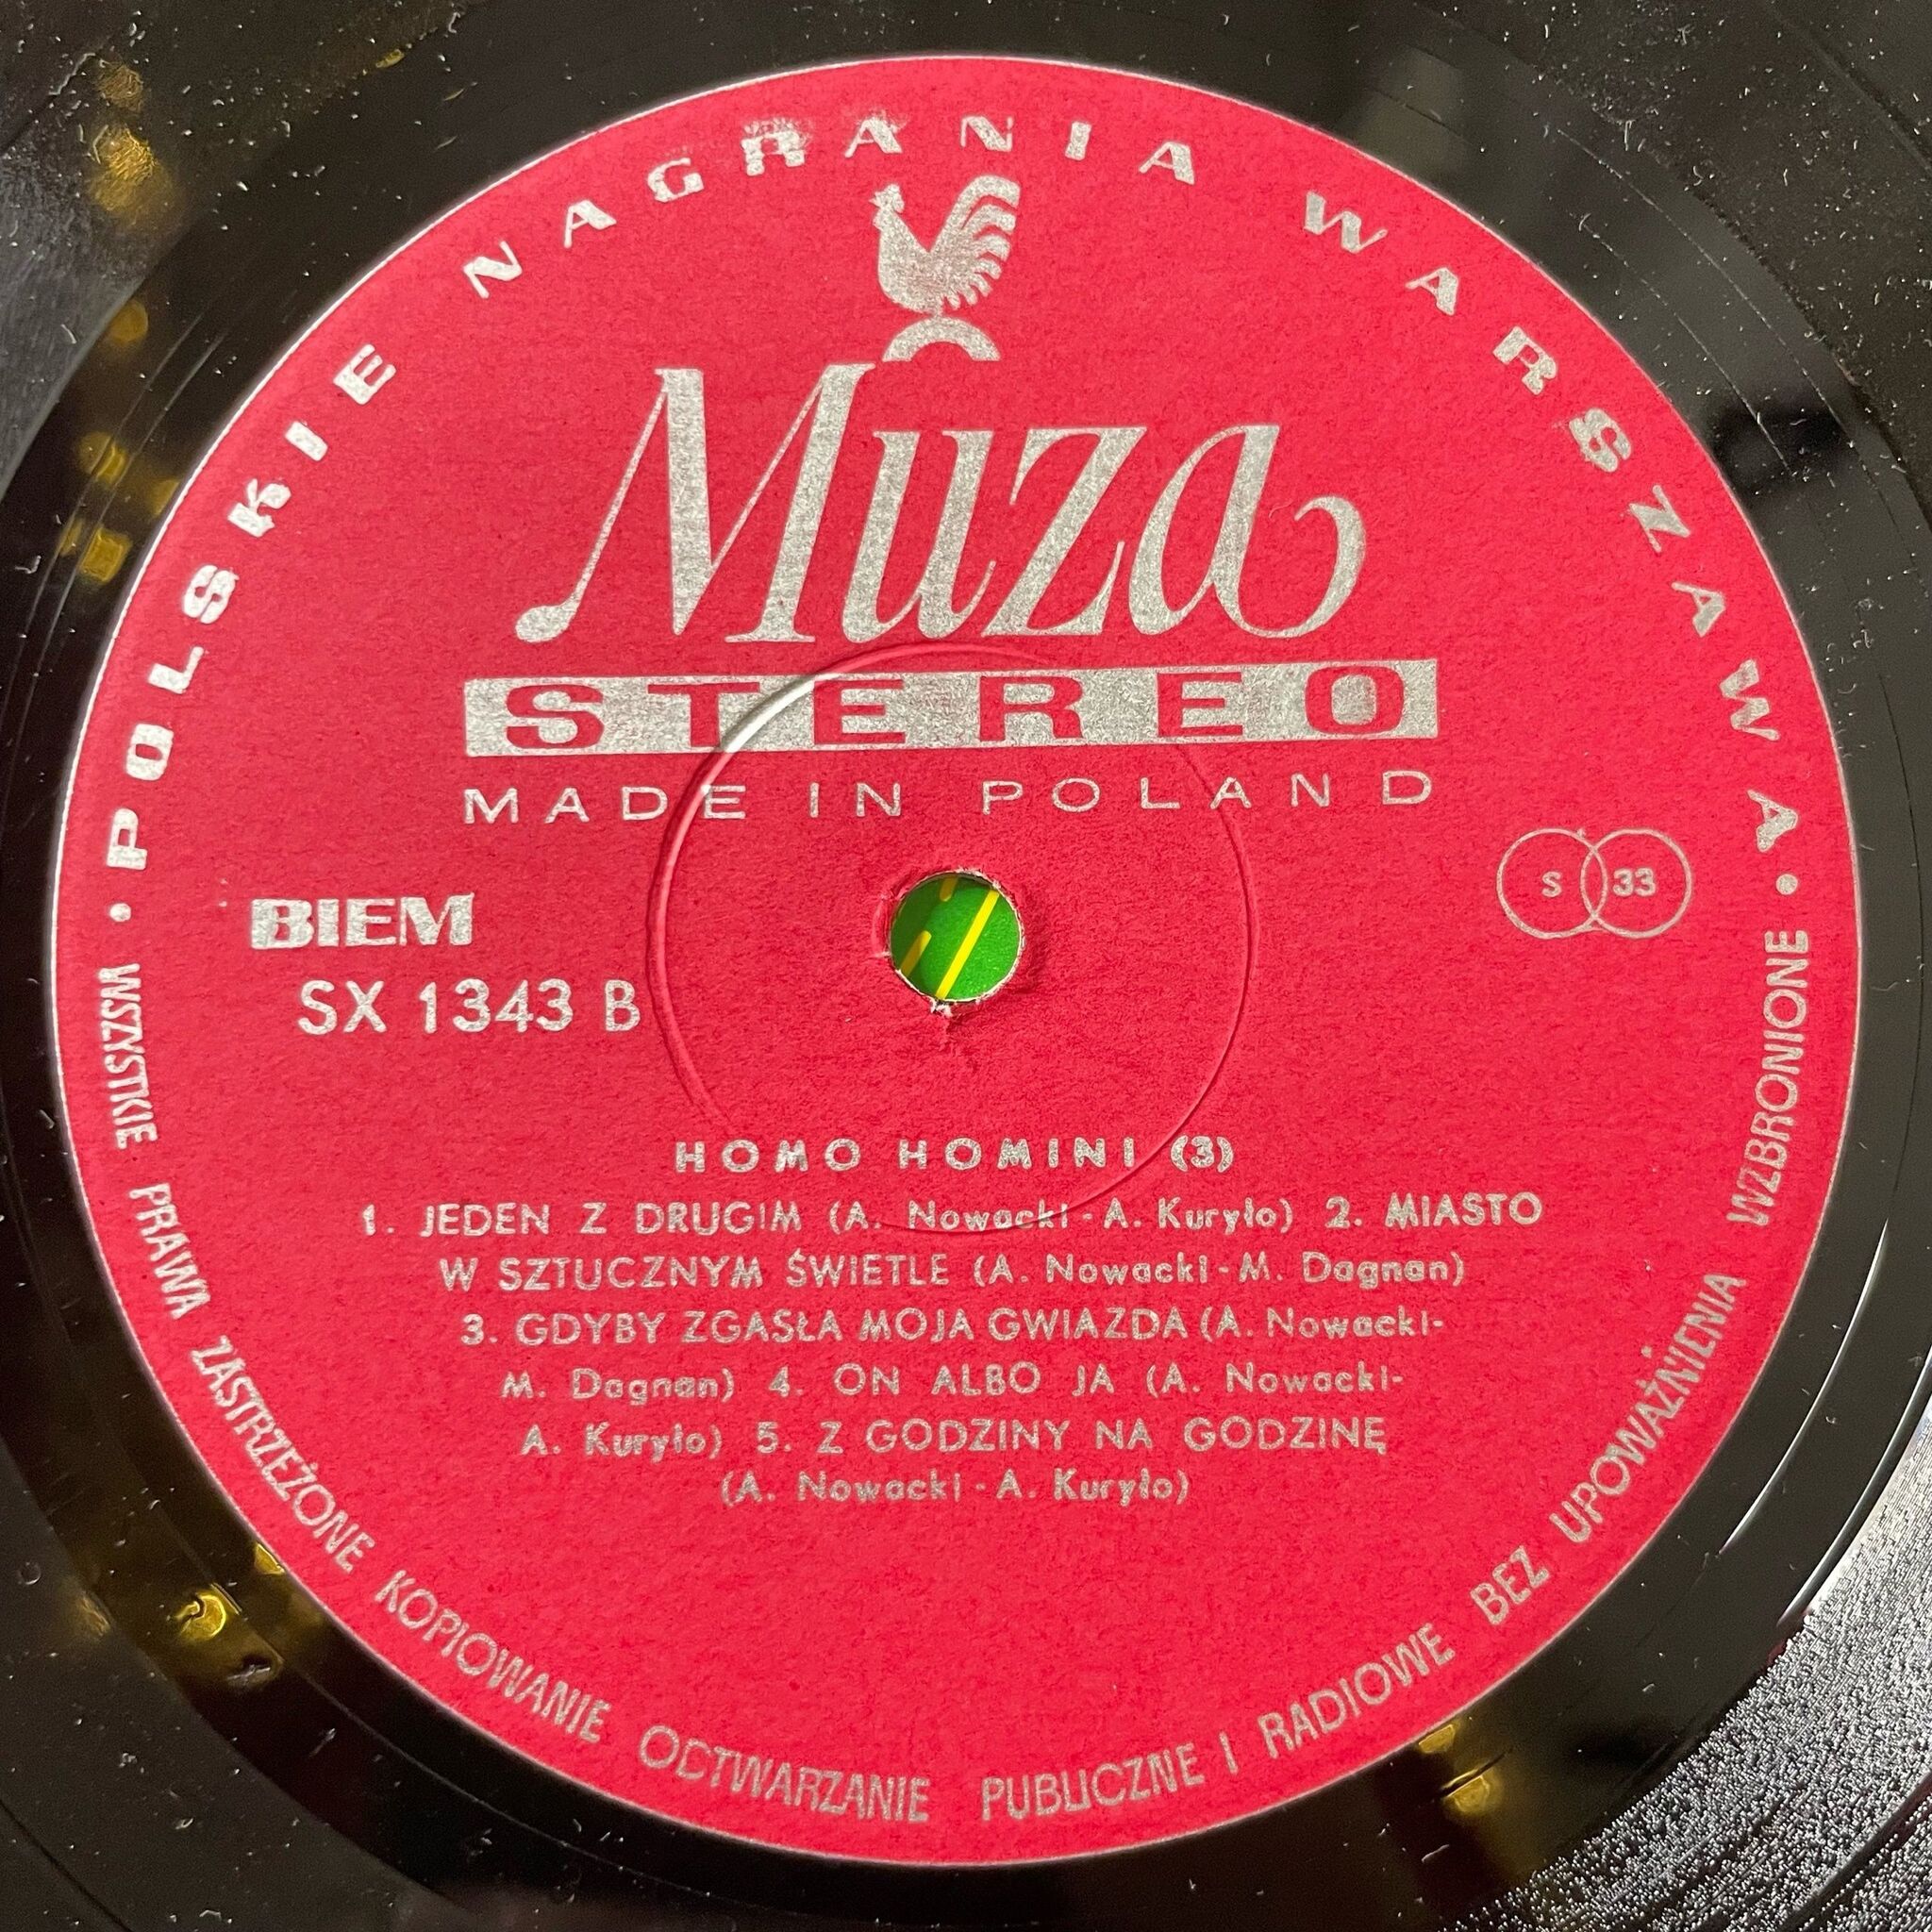 POLSKIE NAGRANIA WARSZAWA
Muza
STEREO
MADE IN POLAND
S 33
BIEM
SX 1343 B
HOMO HOMINI (3)
1. JEDEN Z DRUGIM (A. Nowacki - A. Kuryło) 2. MIASTO
W SZTUCZNYM ŚWIETLE (A. Nowacki - M. Dagnan)
3. GDYBY ZGASŁA MOJA GWIAZDA (A. Nowacki-
M. Dagnan) 4. ON ALBO JA (A. Nowacki-
A. Kuryło) 5. Z GODZINY NA GODZINĘ
(A. Nowacki - A. Kuryło)
• WSZYSTKIE PRAWA ZASTRZEŻONE KOPIOWANIE ODTWARZANIE PUBLICZNE I RADIOWE BEZ UPOWAŻNIENIA WZBRONIONE •